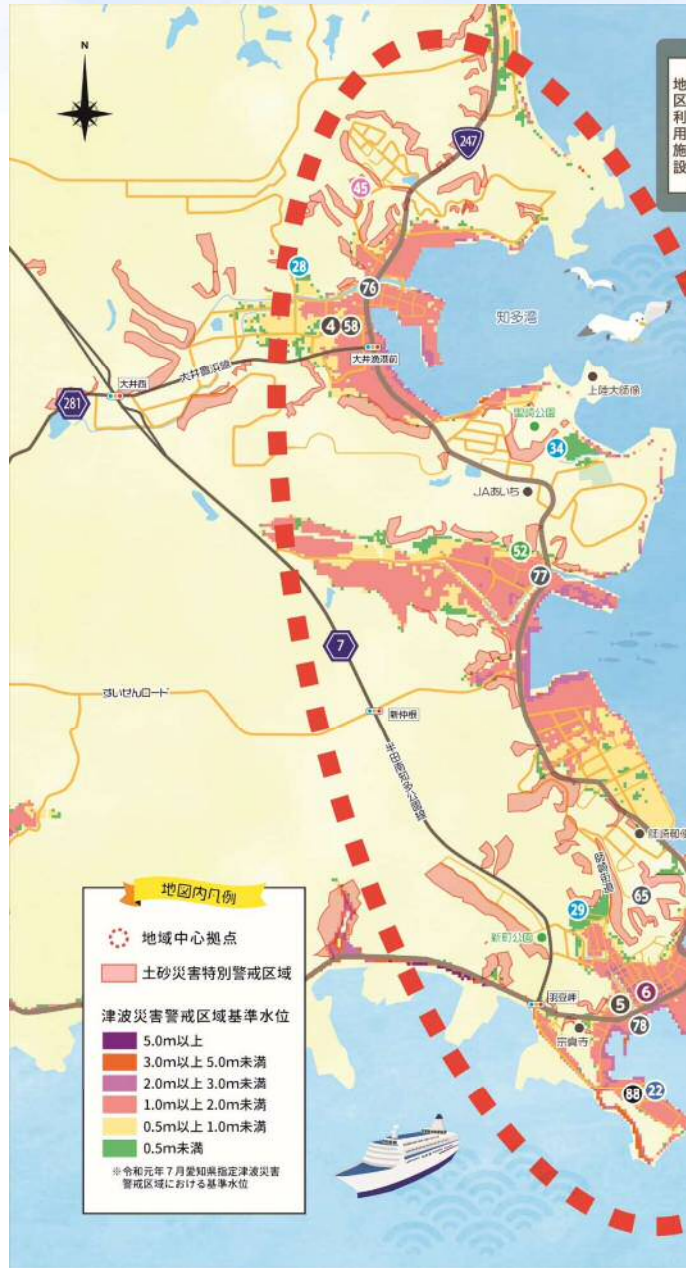 N
地区利用施設
247
45
知多湾
28
76
4
58
大井漁港前
大井豊浜線
大井西
281
上陸大師像
聖崎公園
34
JAあいち
52
77
7
すいせんロード
新仲根
半田南知多公園線
師崎郵便
師崎街道
65
29
新町公園
6
5
羽豆岬
78
宗真寺
88
22
地図内凡例
地域中心拠点
土砂災害特別警戒区域
津波災害警戒区域基準水位
5.0m以上
3.0m以上 5.0m未満
2.0m以上 3.0m未満
1.0m以上 2.0m未満
0.5m以上 1.0m未満
0.5m未満
※令和元年7月愛知県指定津波災害
警戒区域における基準水位